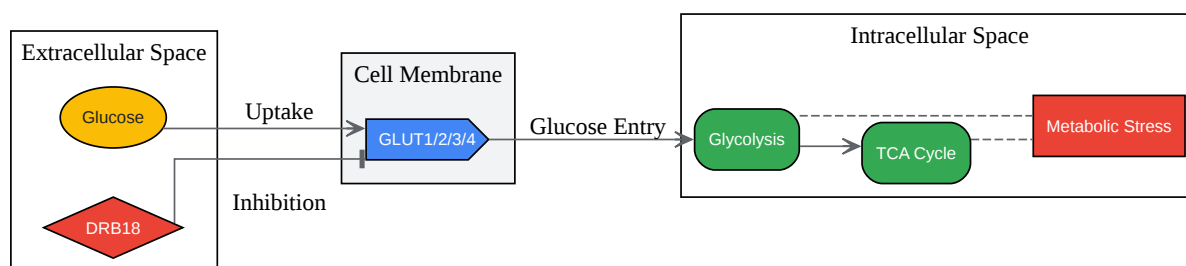 Extracellular Space
Glucose
DRB18
Uptake
Inhibition
Cell Membrane
GLUT1/2/3/4
Glucose Entry
Intracellular Space
Glycolysis
TCA Cycle
Metabolic Stress